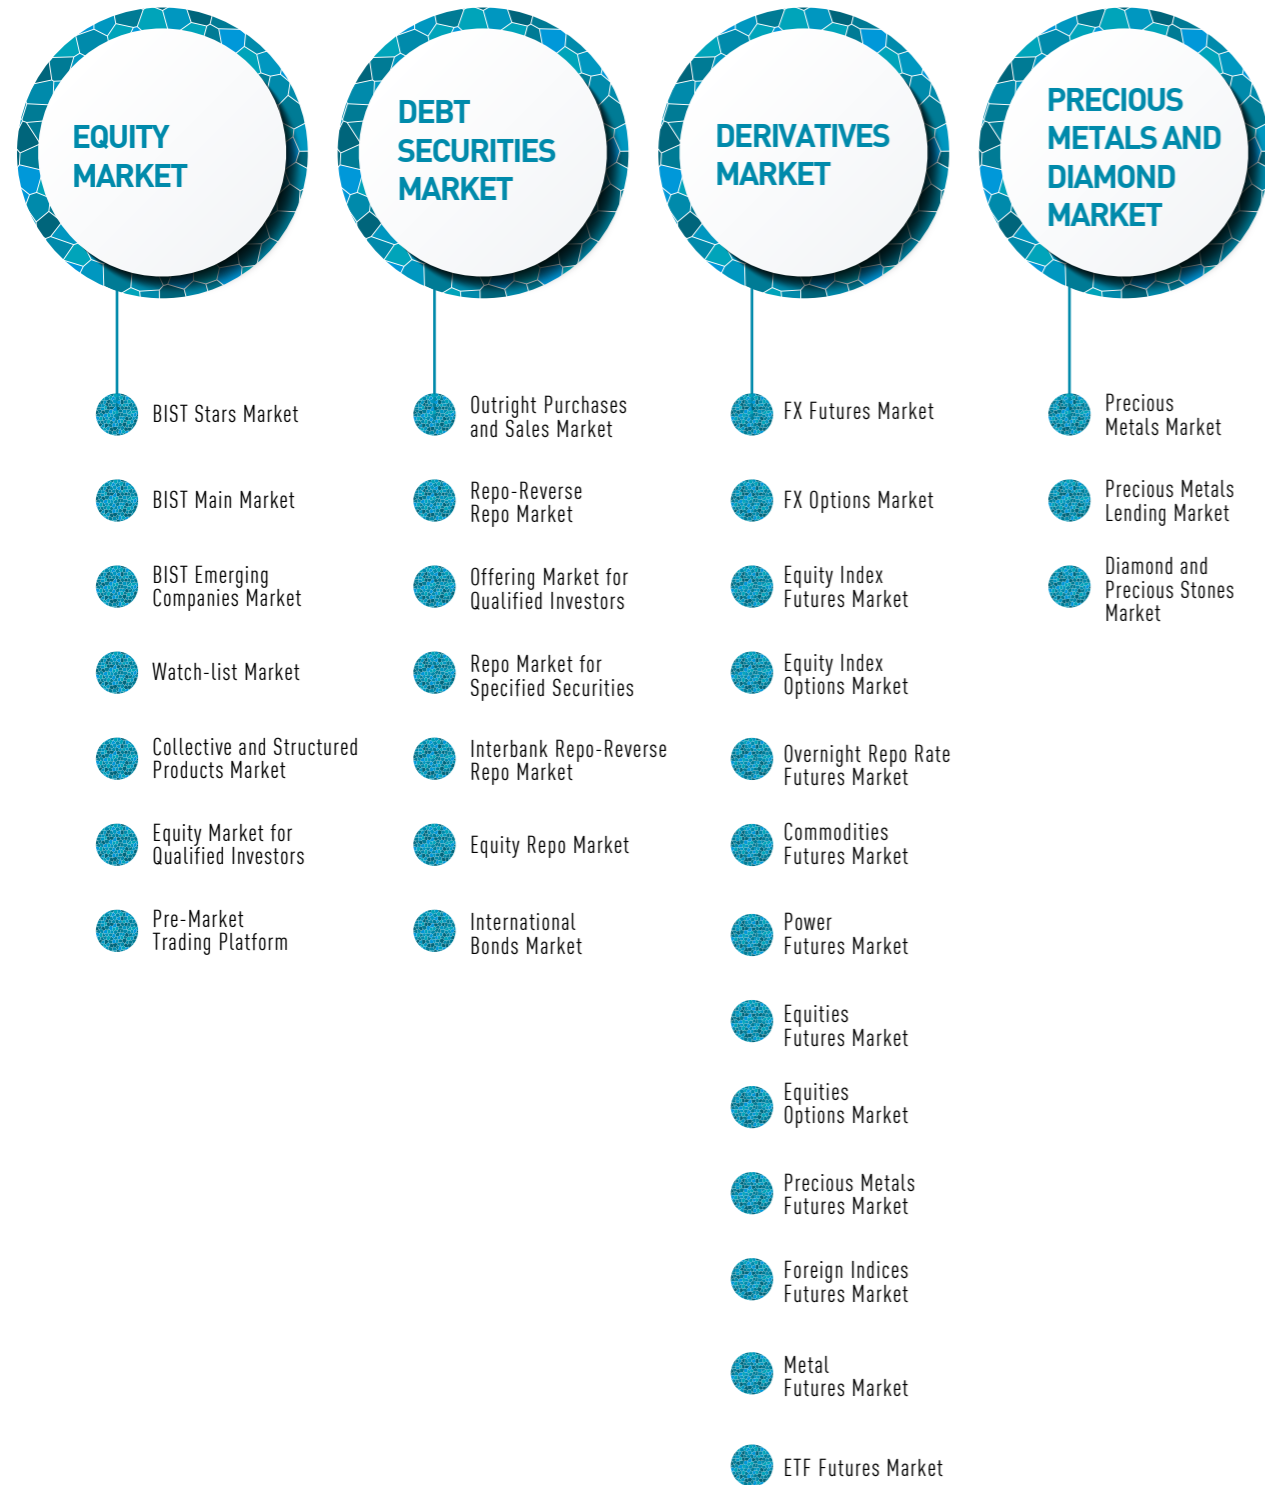 EQUITY
MARKET
BIST Stars Market
BIST Main Market
BIST Emerging
Companies Market
Watch-list Market
Collective and Structured
Products Market
Equity Market for
Qualified Investors
Pre-Market
Trading Platform
DEBT
SECURITIES
MARKET
Outright Purchases
and Sales Market
Repo-Reverse
Repo Market
Offering Market for
Qualified Investors
Repo Market for
Specified Securities
Interbank Repo-Reverse
Repo Market
Equity Repo Market
International
Bonds Market
DERIVATIVES
MARKET
FX Futures Market
FX Options Market
Equity Index
Futures Market
Equity Index
Options Market
Overnight Repo Rate
Futures Market
Commodities
Futures Market
Power
Futures Market
Equities
Futures Market
Equities
Options Market
Precious Metals
Futures Market
Foreign Indices
Futures Market
Metal
Futures Market
ETF Futures Market
PRECIOUS
METALS AND
DIAMOND
MARKET
Precious
Metals Market
Precious Metals
Lending Market
Diamond and
Precious Stones
Market